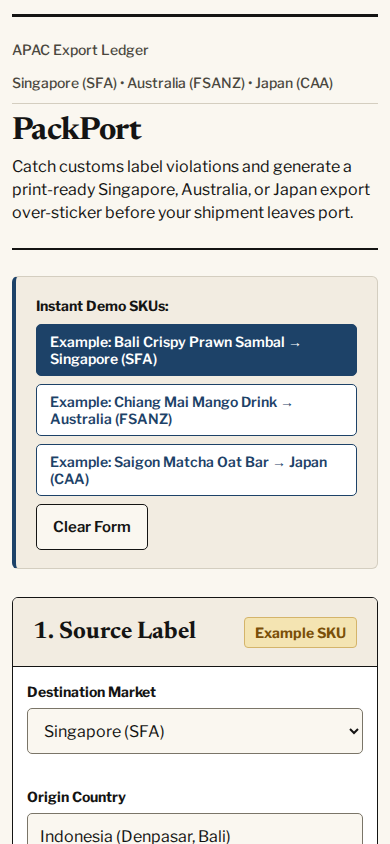 APAC Export Ledger
Singapore (SFA) • Australia (FSANZ) • Japan (CAA)
PackPort
Catch customs label violations and generate a
print-ready Singapore, Australia, or Japan export
over-sticker before your shipment leaves port.
Instant Demo SKUs:
Example: Bali Crispy Prawn Sambal →
Singapore (SFA)
Example: Chiang Mai Mango Drink →
Australia (FSANZ)
Example: Saigon Matcha Oat Bar → Japan
(CAA)
Clear Form
1. Source Label
Example SKU
Destination Market
Singapore (SFA)
Origin Country
Indonesia (Denpasar, Bali)